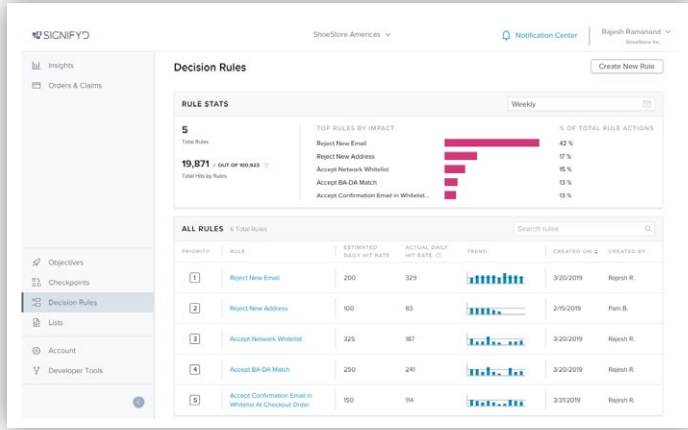 SIGNIFYD
ShoeStore Americas
Notification Center
Rajesh Ramanand
ShoeStore Inc.
Insights
Orders & Claims
Objectives
Checkpoints
Decision Rules
Lists
Account
Developer Tools
Decision Rules
Create New Rule
RULE STATS
Weekly
5
Total Rules
19,871 / OUT OF 100,923
Total Hits by Rules
TOP RULES BY IMPACT % OF TOTAL RULE ACTIONS
Reject New Email 42 %
Reject New Address 17 %
Accept Network Whitelist 15 %
Accept BA-DA Match 13 %
Accept Confirmation Email in Whitelist... 13 %
ALL RULES 6 Total Rules
Search rules
PRIORITY RULE ESTIMATED DAILY HIT RATE ACTUAL DAILY HIT RATE TREND CREATED ON CREATED BY
1 Reject New Email 200 329 3/20/2019 Rajesh R.
2 Reject New Address 100 83 2/15/2019 Pam B.
3 Accept Network Whitelist 325 187 3/20/2019 Rajesh R.
4 Accept BA-DA Match 250 241 3/20/2019 Rajesh R.
5 Accept Confirmation Email in Whitelist At Checkout Order 150 114 3/21/2019 Rajesh R.